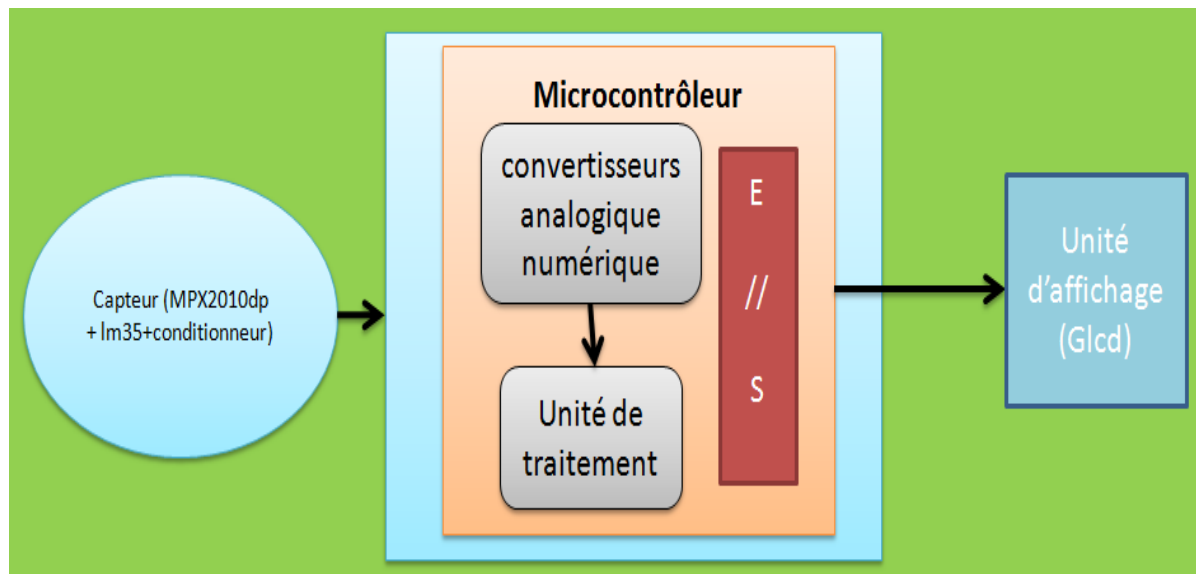 Microcontrôleur
convertisseurs
analogique
numérique
E
//
S
Unité de
traitement
Capteur (MPX2010dp
+ lm35+conditionneur)
Unité
d'affichage
(Glcd)